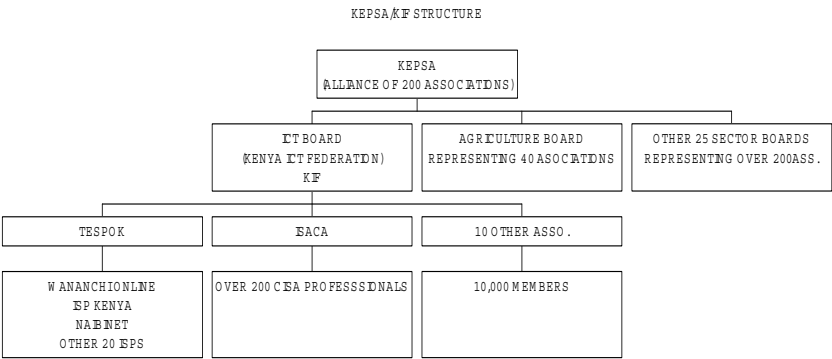 KEPSA/KIF STRUCTURE
KEPSA
(ALLIANCE OF 200 ASSOCIATIONS)
ICT BOARD
(KENYA ICT FEDERATION)
KIF
AGRICULTURE BOARD
REPRESENTING 40 ASOCIATIONS
OTHER 25 SECTOR BOARDS
REPRESENTING OVER 200ASS.
TESPOK
ISACA
10 OTHER ASSO.
WANANCHI ONLINE
ISP KENYA
NAIBINET
OTHER 20 ISPS
OVER 200 CISA PROFESSSIONALS
10,000 MEMBERS